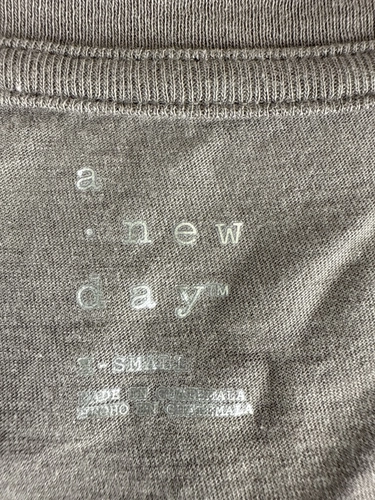 a
· new
day™
X-SMALL
MADE IN GUATEMALA
HECHO EN GUATEMALA